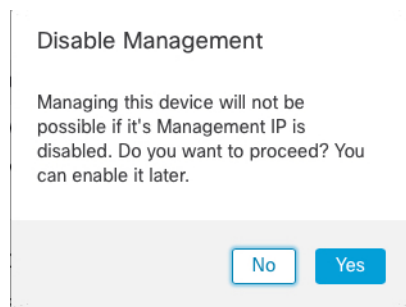 Disable Management
Managing this device will not be
possible if it's Management IP is
disabled. Do you want to proceed? You
can enable it later.
No
Yes